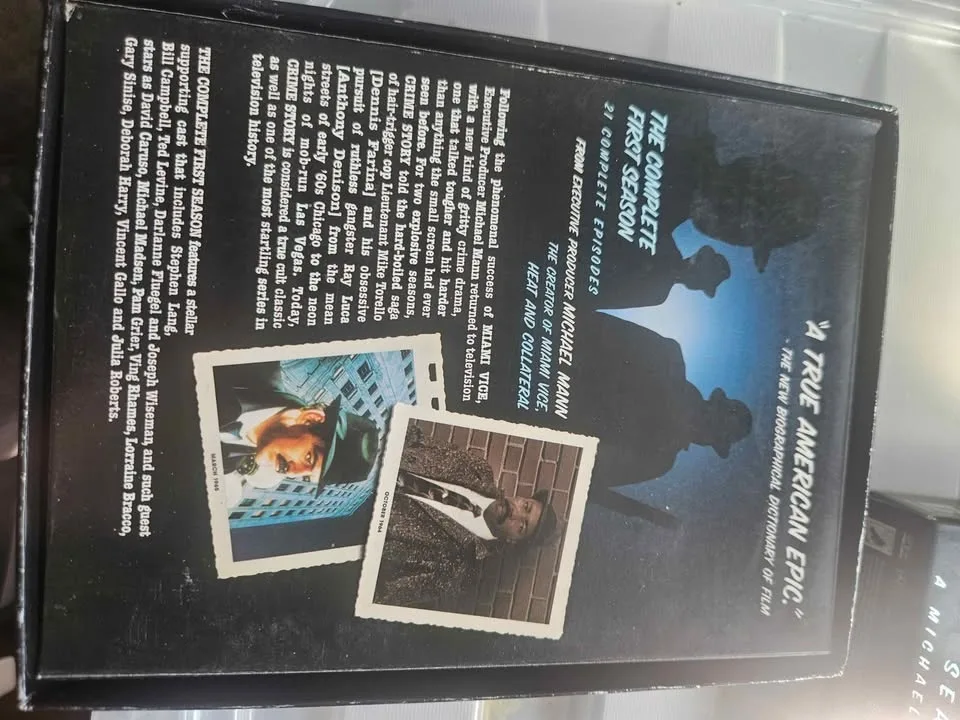 "A TRUE AMERICAN EPIC."
- THE NEW BIOGRAPHICAL DICTIONARY OF FILM
THE COMPLETE
FIRST SEASON
21 COMPLETE EPISODES
FROM EXECUTIVE PRODUCER MICHAEL MANN
THE CREATOR OF MIAMI VICE,
HEAT AND COLLATERAL
Following the phenomenal success of MIAMI VICE,
Executive Producer Michael Mann returned to television
with a new kind of gritty crime drama,
one that talked tougher and hit harder
than anything the small screen had ever
seen before. For two explosive seasons,
CRIME STORY told the hard-boiled saga
of hair-trigger cop Lieutenant Mike Torello
[Dennis Farina] and his obsessive
pursuit of ruthless gangster Ray Luca
[Anthony Denison] from the mean
streets of early '60s Chicago to the neon
nights of mob-run Las Vegas. Today,
CRIME STORY is considered a true cult classic
as well as one of the most startling series in
television history.
OCTOBER 1964
MARCH 1965
THE COMPLETE FIRST SEASON features a stellar
supporting cast that includes Stephen Lang,
Bill Campbell, Ted Levine, Darlanne Fluegel and Joseph Wiseman, and such guest
stars as David Caruso, Michael Madsen, Pam Grier, Ving Rhames, Lorraine Bracco,
Gary Sinise, Deborah Harry, Vincent Gallo and Julia Roberts.
A MICHAEL